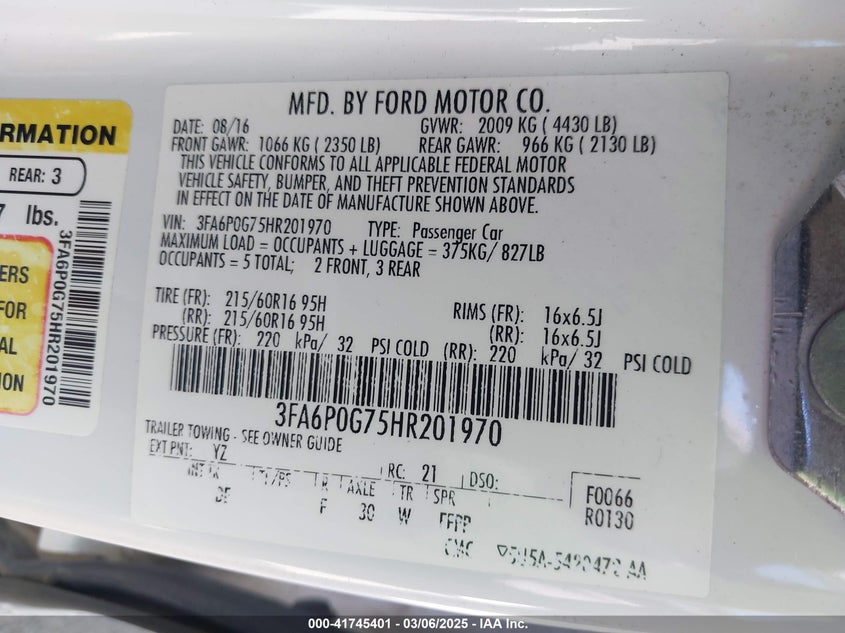 RMATION
REAR: 3
7 lbs.
ERS
FOR
AL
ION
3FA6P0G75HR201970
MFD. BY FORD MOTOR CO.
DATE: 08/16 GVWR: 2009 KG ( 4430 LB)
FRONT GAWR: 1066 KG ( 2350 LB) REAR GAWR: 966 KG ( 2130 LB)
THIS VEHICLE CONFORMS TO ALL APPLICABLE FEDERAL MOTOR
VEHICLE SAFETY, BUMPER, AND THEFT PREVENTION STANDARDS
IN EFFECT ON THE DATE OF MANUFACTURE SHOWN ABOVE.
VIN: 3FA6P0G75HR201970 TYPE: Passenger Car
MAXIMUM LOAD = OCCUPANTS + LUGGAGE = 375KG/ 827LB
OCCUPANTS = 5 TOTAL; 2 FRONT, 3 REAR
TIRE (FR): 215/60R16 95H RIMS (FR): 16x6.5J
(RR): 215/60R16 95H (RR): 16x6.5J
PRESSURE (FR): 220 kPa/ 32 PSI COLD (RR): 220 kPa/ 32 PSI COLD
3FA6P0G75HR201970
TRAILER TOWING - SEE OWNER GUIDE
EXT PNT: YZ RC: 21 DSO:
R AXLE TR SPR F0066
F 30 W FFPP R0130
000-41745401 - 03/06/2025 - IAA Inc.